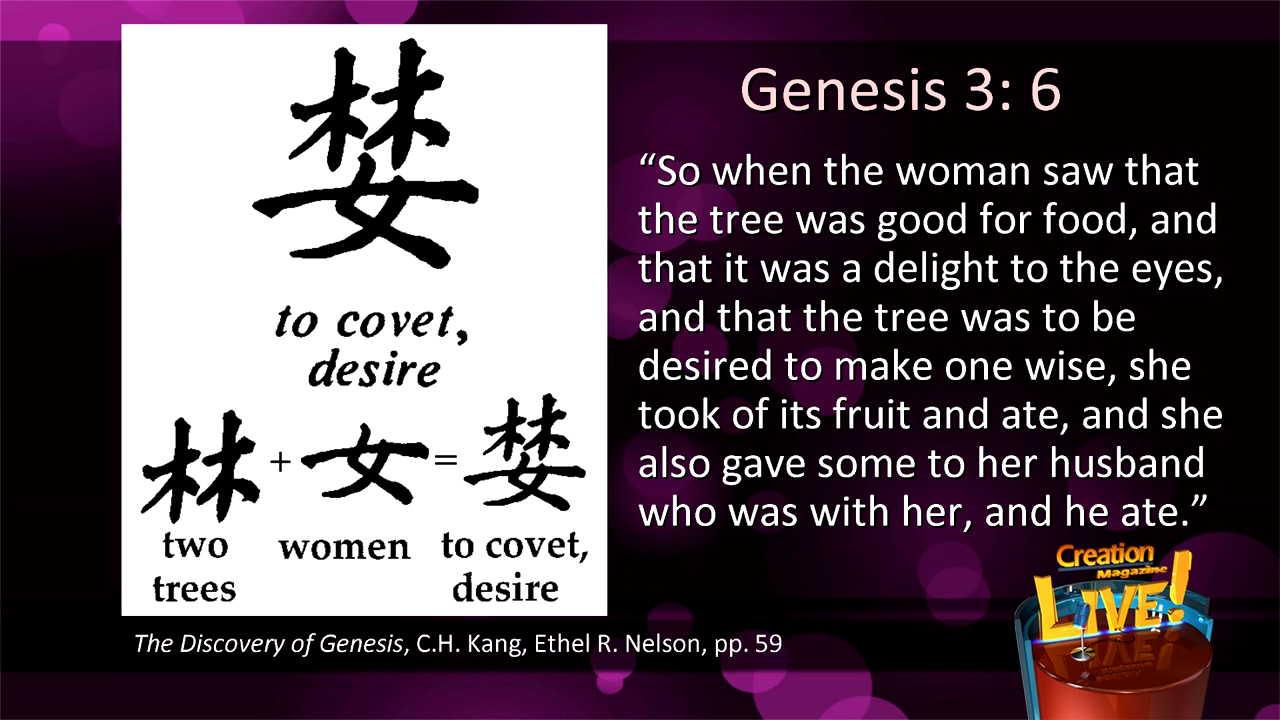 婪
to covet,
desire
林 + 女 = 婪
two trees
women
to covet, desire
Genesis 3: 6
“So when the woman saw that
the tree was good for food, and
that it was a delight to the eyes,
and that the tree was to be
desired to make one wise, she
took of its fruit and ate, and she
also gave some to her husband
who was with her, and he ate.”
The Discovery of Genesis, C.H. Kang, Ethel R. Nelson, pp. 59
Creation
Magazine
LIVE!